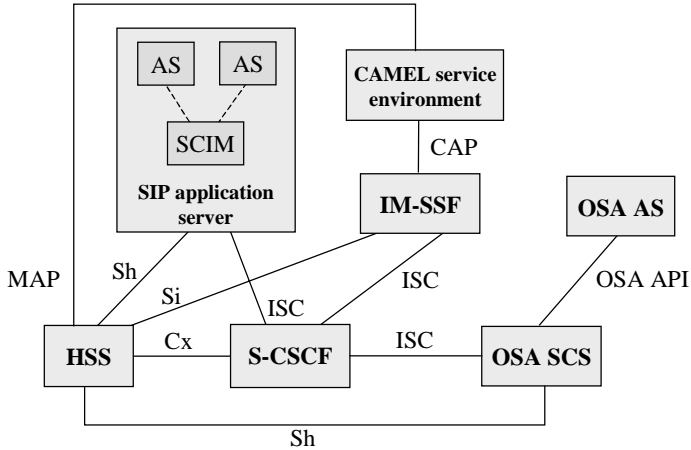 AS
AS
SCIM
SIP application
server
CAMEL service
environment
CAP
IM-SSF
OSA AS
MAP
Sh
Si
ISC
ISC
OSA API
HSS
Cx
S-CSCF
ISC
OSA SCS
Sh